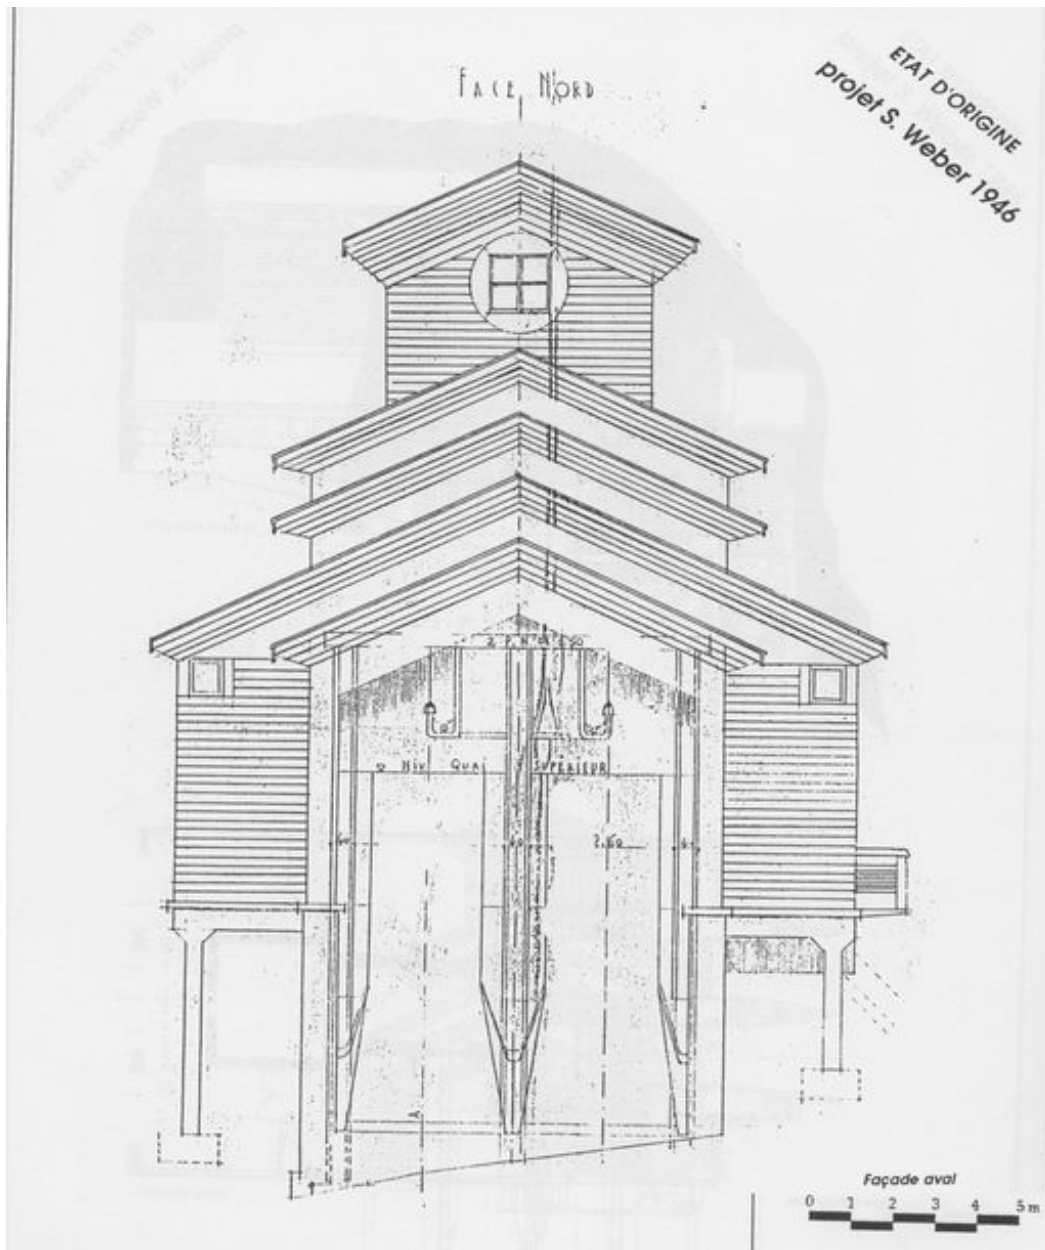 FACE NORD
ETAT D'ORIGINE
projet S. Weber 1946
NIV QUAI SUPERIEUR
2,60
A
Façade aval
0 1 2 3 4 5 m